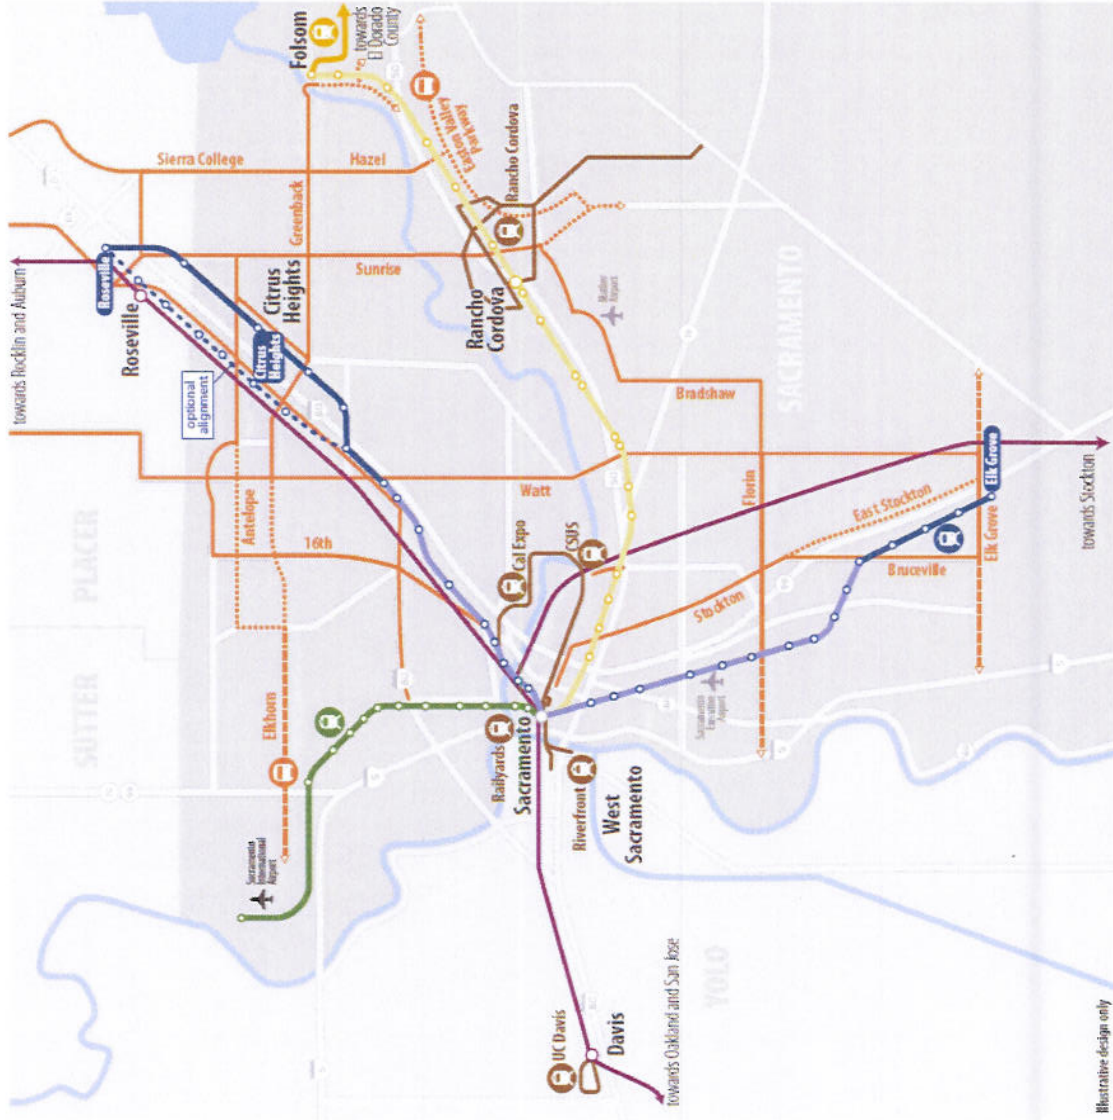 towards Rocklin and Auburn
Roseville
Roseville
optional
alignment
Citrus
Heights
Citrus
Heights
Sierra College
Hazel
Greenback
Sunrise
Folsom
towards
El Dorado
County
Easton Valley
Parkway
Rancho Cordova
Rancho
Cordova
Mather
Airport
SACRAMENTO
Bradshaw
Watt
Antelope
16th
Elkhorn
PLACER
SUTTER
Cal Expo
CSUS
Florin
East Stockton
Stockton
Bruceville
Elk Grove
Elk Grove
towards Stockton
Sacramento
Executive
Airport
Railyards
Sacramento
Riverfront
West
Sacramento
Sacramento
International
Airport
UC Davis
Davis
YOLO
towards Oakland and San Jose
Illustrative design only